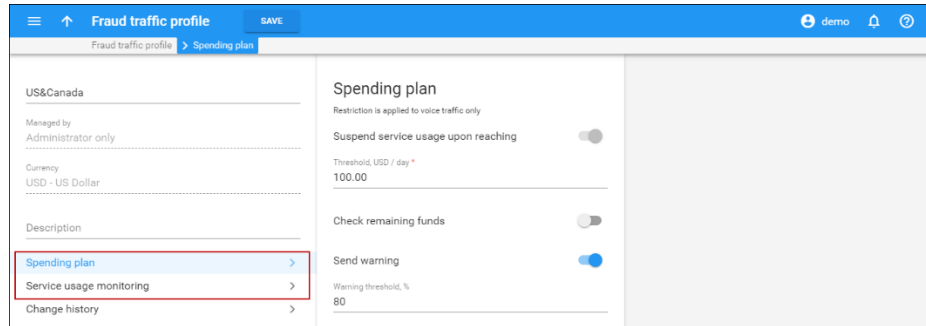 Fraud traffic profile SAVE demo
Fraud traffic profile > Spending plan
US&Canada
Managed by
Administrator only
Currency
USD - US Dollar
Description
Spending plan
Service usage monitoring
Change history
Spending plan
Restriction is applied to voice traffic only
Suspend service usage upon reaching
Threshold, USD / day *
100.00
Check remaining funds
Send warning
Warning threshold, %
80